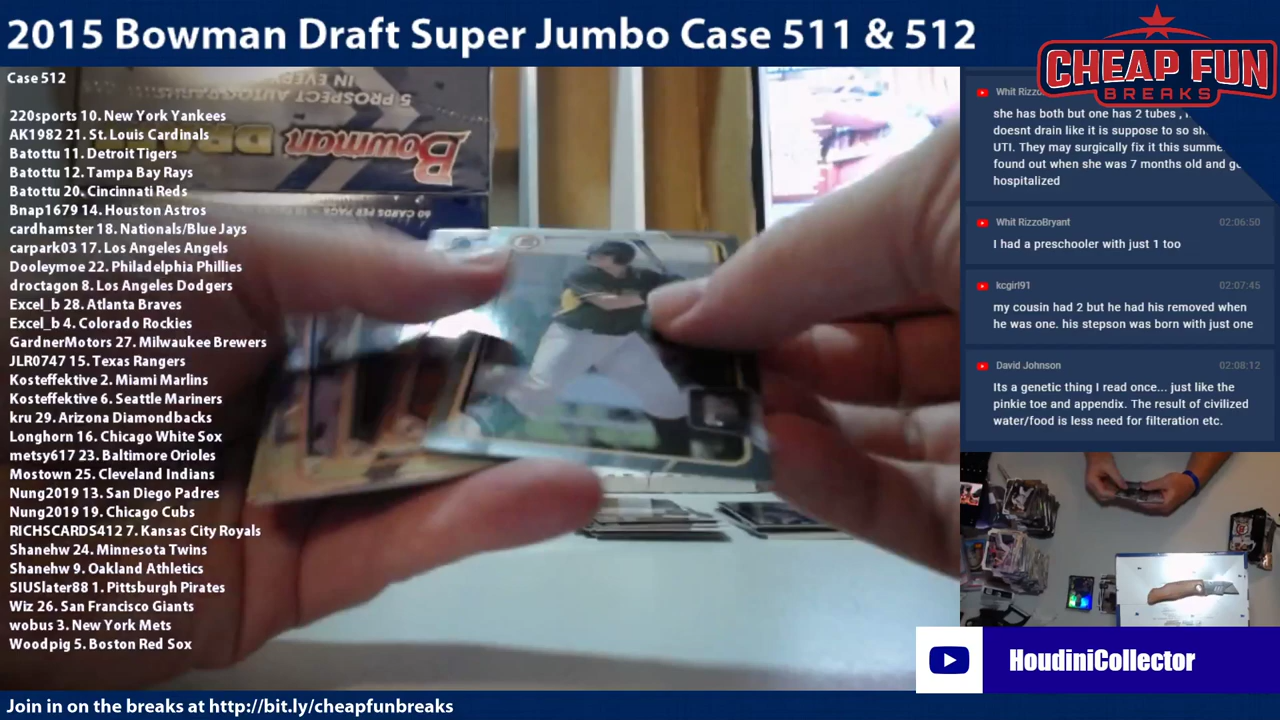 2015 Bowman Draft Super Jumbo Case 511 & 512
CHEAP FUN
BREAKS
Case 512
220sports 10. New York Yankees
AK1982 21. St. Louis Cardinals
Batottu 11. Detroit Tigers
Batottu 12. Tampa Bay Rays
Batottu 20. Cincinnati Reds
Bnap1679 14. Houston Astros
cardhamster 18. Nationals/Blue Jays
carpark03 17. Los Angeles Angels
Dooleymoe 22. Philadelphia Phillies
droctagon 8. Los Angeles Dodgers
Excel_b 28. Atlanta Braves
Excel_b 4. Colorado Rockies
GardnerMotors 27. Milwaukee Brewers
JLR0747 15. Texas Rangers
Kosteffektive 2. Miami Marlins
Kosteffektive 6. Seattle Mariners
kru 29. Arizona Diamondbacks
Longhorn 16. Chicago White Sox
metsy617 23. Baltimore Orioles
Mostown 25. Cleveland Indians
Nung2019 13. San Diego Padres
Nung2019 19. Chicago Cubs
RICHSCARDS412 7. Kansas City Royals
Shanehw 24. Minnesota Twins
Shanehw 9. Oakland Athletics
SIUSlater88 1. Pittsburgh Pirates
Wiz 26. San Francisco Giants
wobus 3. New York Mets
Woodpig 5. Boston Red Sox
5 PROSPECT AUTOGRAPHS
IN EVERY
Bowman
DRAFT
60 CARDS PER PACK
Whit Rizzo
she has both but one has 2 tubes ,
doesnt drain like it is suppose to so
UTI. They may surgically fix it this summe
found out when she was 7 months old and
hospitalized
Whit RizzoBryant 02:06:50
I had a preschooler with just 1 too
kcgirl91 02:07:45
my cousin had 2 but he had his removed when
he was one. his stepson was born with just one
David Johnson 02:08:12
Its a genetic thing I read once... just like the
pinkie toe and appendix. The result of civilized
water/food is less need for filteration etc.
HoudiniCollector
Join in on the breaks at http://bit.ly/cheapfunbreaks